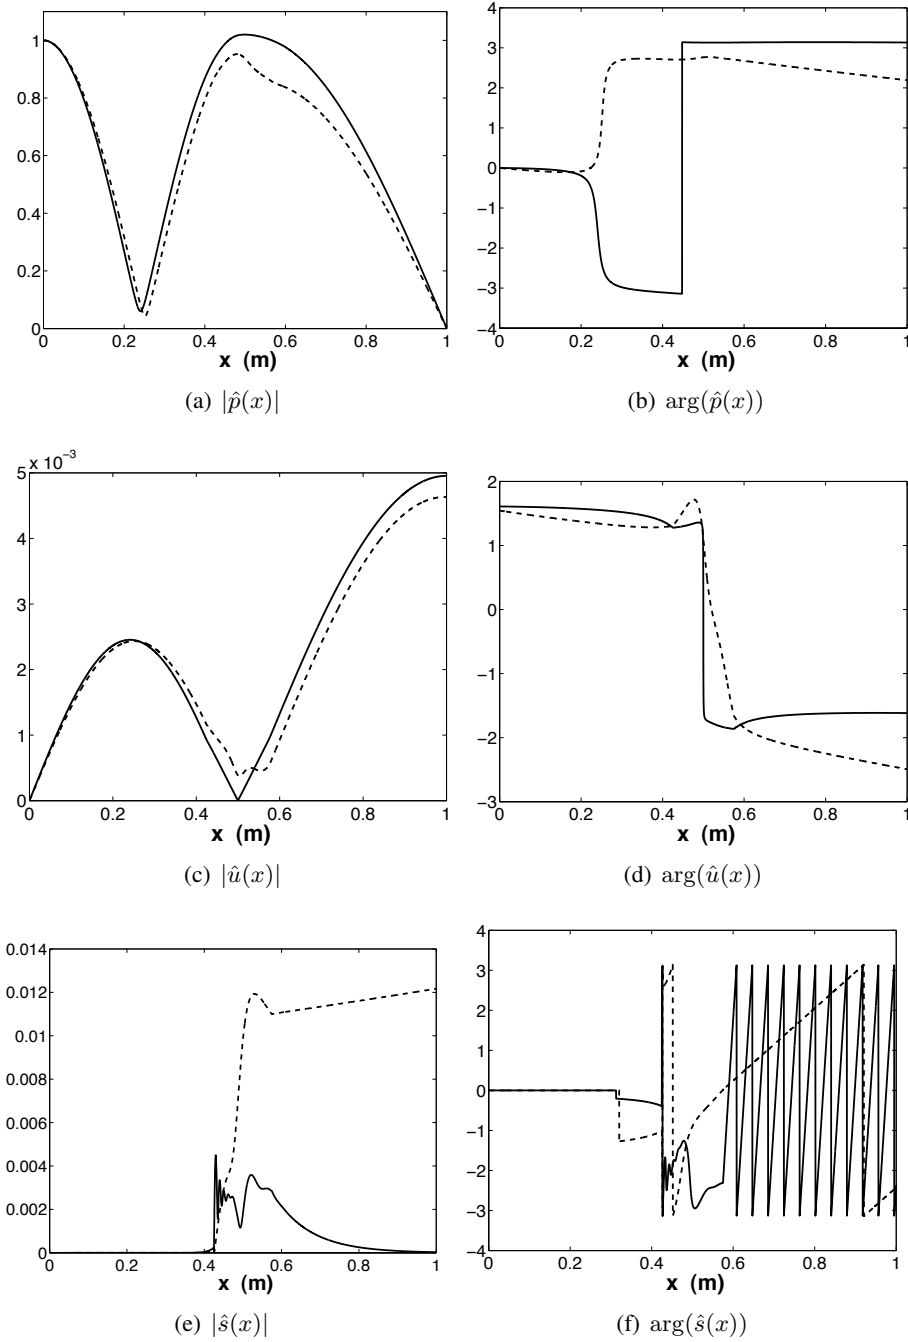 1
0.8
0.6
0.4
0.2
0
0 0.2 0.4 0.6 0.8 1
x (m)
(a) |p̂(x)|
4
3
2
1
0
−1
−2
−3
−4
0 0.2 0.4 0.6 0.8 1
x (m)
(b) arg(p̂(x))
5 x 10⁻³
4
3
2
1
0
0 0.2 0.4 0.6 0.8 1
x (m)
(c) |û(x)|
2
1
0
−1
−2
−3
0 0.2 0.4 0.6 0.8 1
x (m)
(d) arg(û(x))
0.014
0.012
0.01
0.008
0.006
0.004
0.002
0
0 0.2 0.4 0.6 0.8 1
x (m)
(e) |ŝ(x)|
4
3
2
1
0
−1
−2
−3
−4
0 0.2 0.4 0.6 0.8 1
x (m)
(f) arg(ŝ(x))